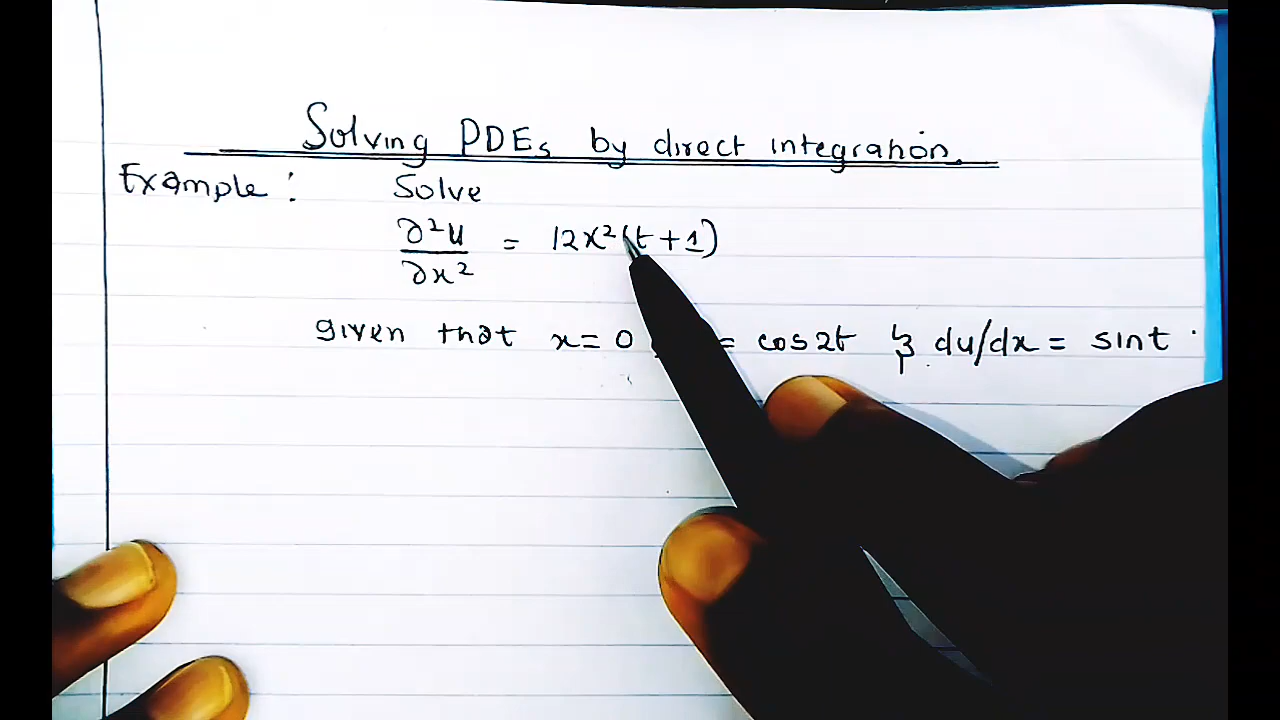 Solving PDEs by direct integration.
Example : Solve
∂²u/∂x² = 12x²(t+1)
given that x=0 = cos2t & du/dx = sint .